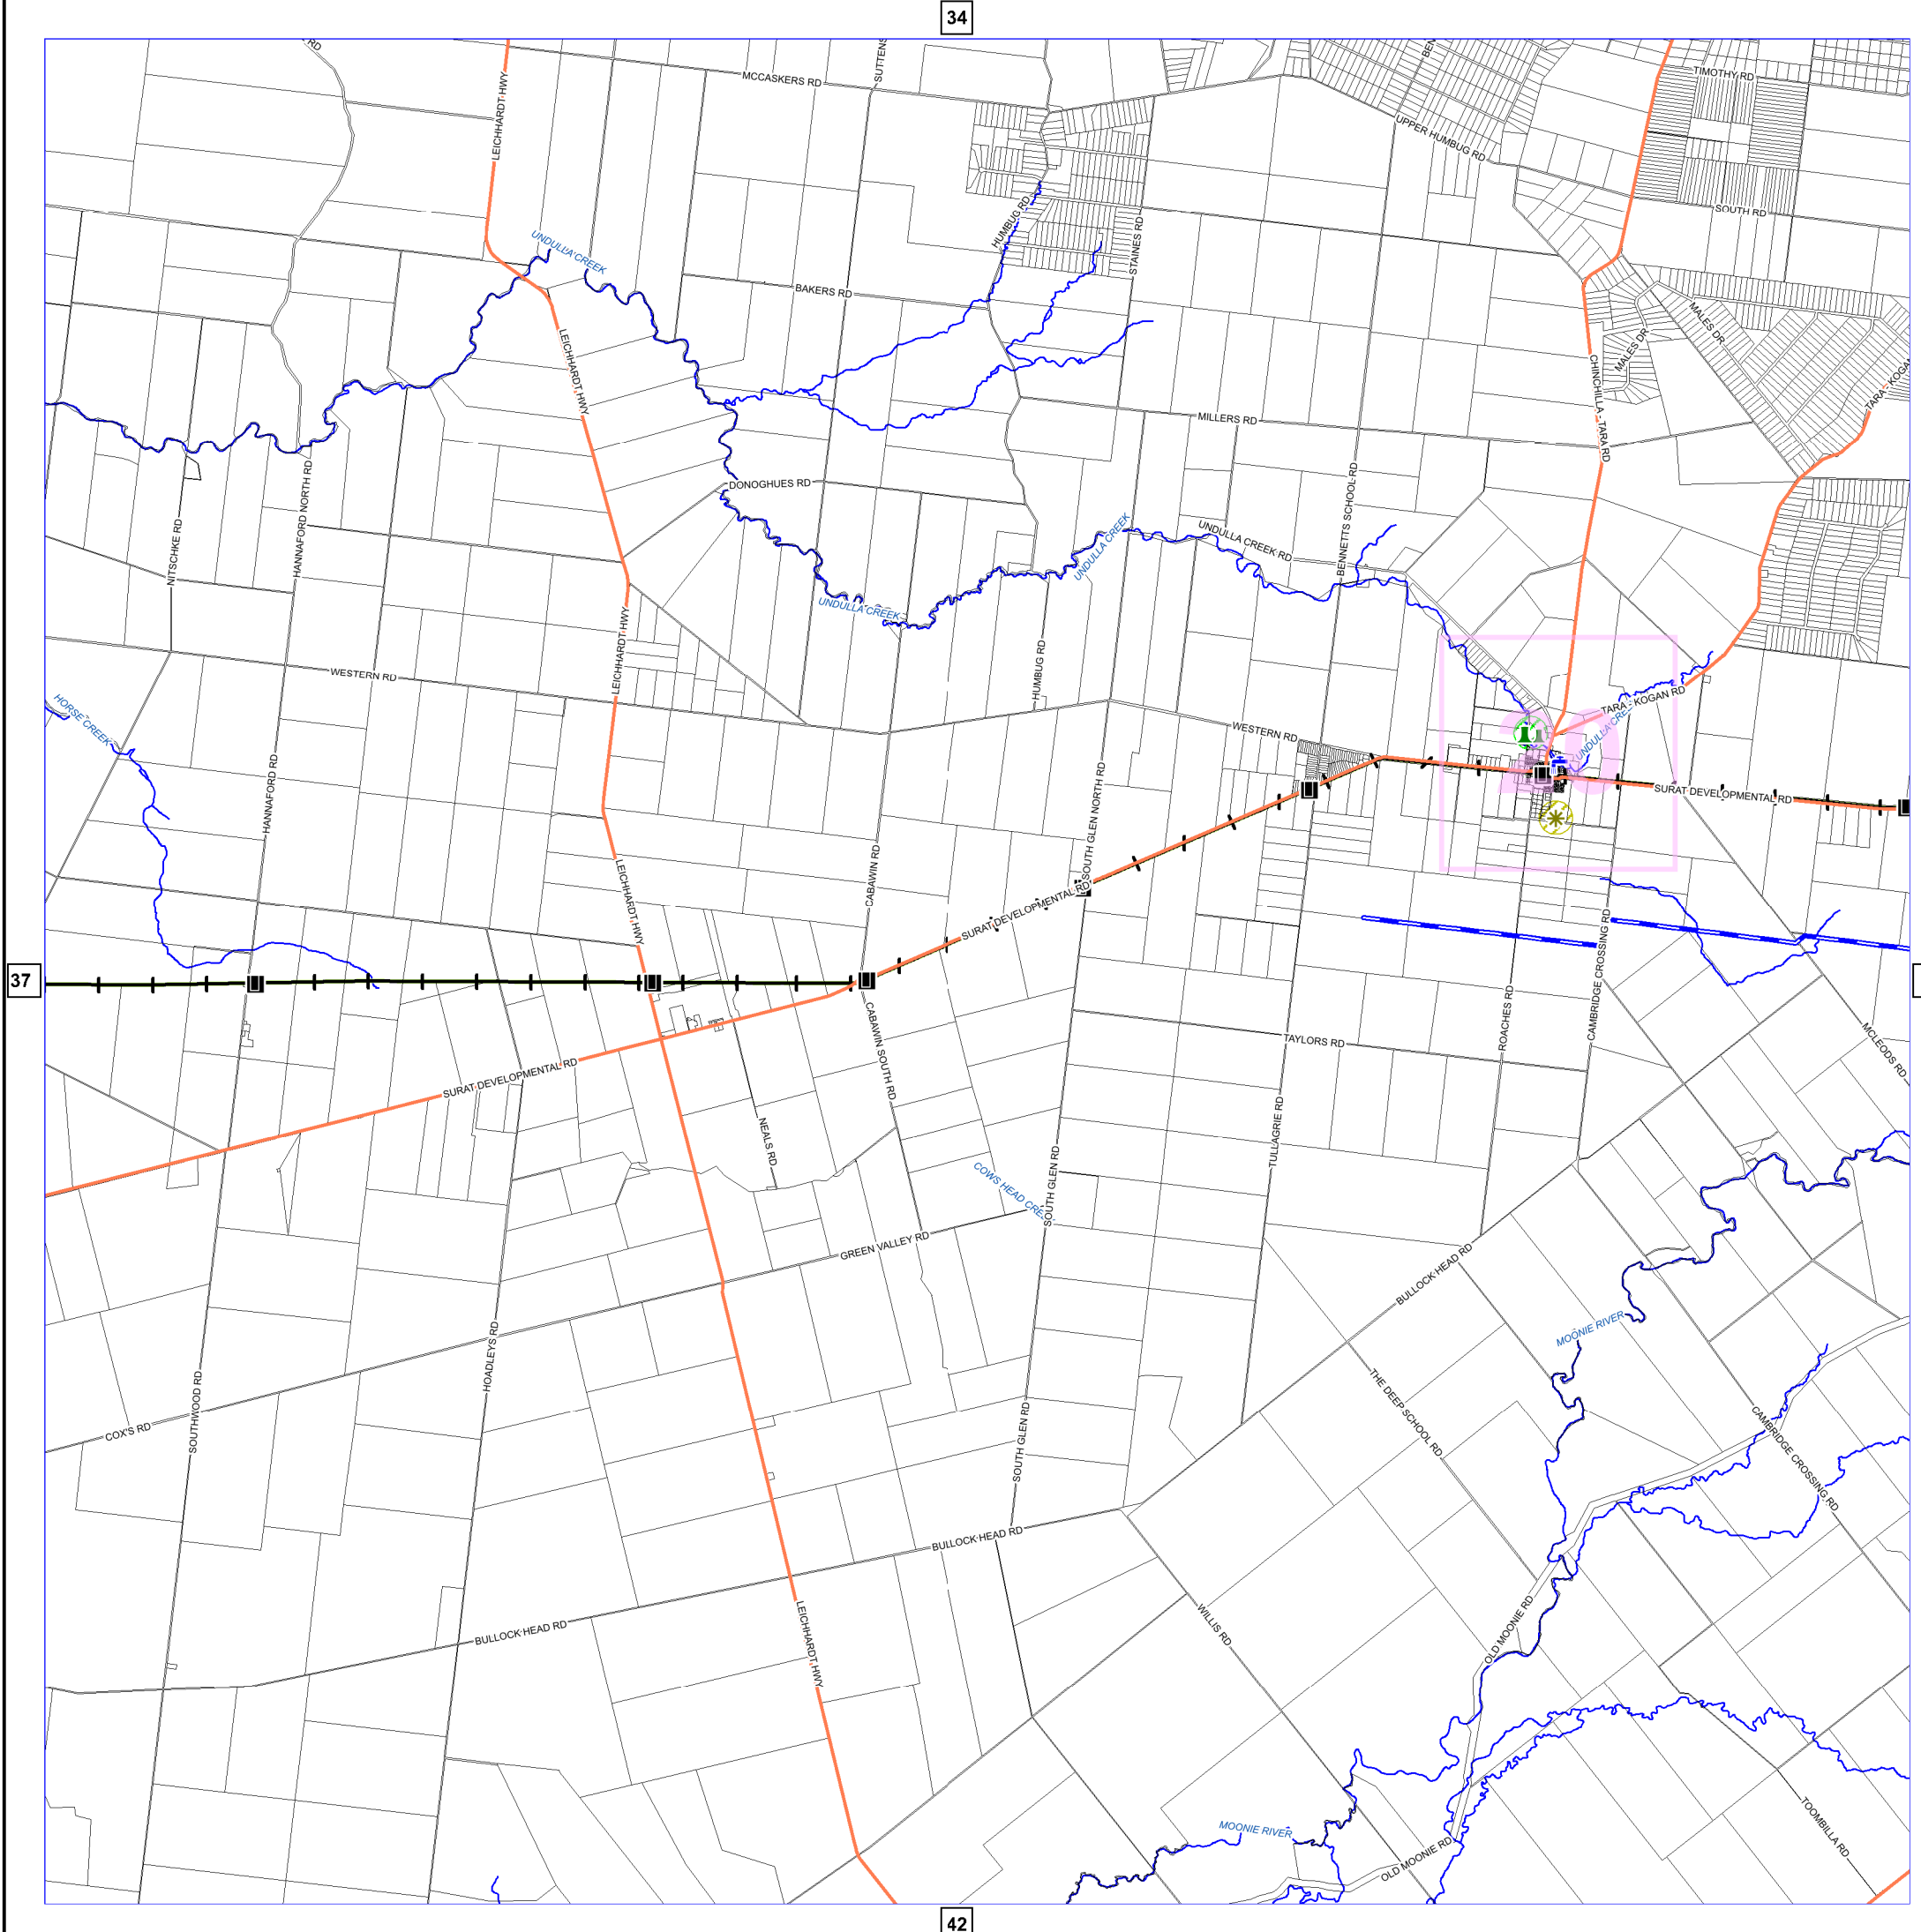 34
RD
LEICHHARDT HWY
MCCASKERS RD
SUTTENS
BEN
TIMOTHY RD
UPPER HUMBUG RD
SOUTH RD
HUMBUG RD
STAINES RD
UNDULLA CREEK
BAKERS RD
LEICHHARDT HWY
MALES DR
MALES DR
CHINCHILLA - TARA RD
TARA - KOGA
MILLERS RD
DONOGHUES RD
BENNETTS SCHOOL RD
HANNAFORD NORTH RD
NITSCHKE RD
UNDULLA CREEK RD
UNDULLA CREEK
UNDULLA CREEK
LEICHHARDT HWY
HUMBUG RD
WESTERN RD
HORSE CREEK
TARA - KOGAN RD
WESTERN RD
UNDULLA CRE
SURAT DEVELOPMENTAL RD
HANNAFORD RD
SOUTH GLEN NORTH RD
CABAWIN RD
LEICHHARDT HWY
SURAT DEVELOPMENTAL RD
CAMBRIDGE CROSSING RD
37
ROACHES RD
CABAWIN SOUTH RD
TAYLORS RD
MCLEODS RD
SURAT DEVELOPMENTAL RD
NEALS RD
TULLAGRIE RD
COWS HEAD CREEK
SOUTH GLEN RD
GREEN VALLEY RD
BULLOCK HEAD RD
MOONIE RIVER
HOADLEYS RD
SOUTHWOOD RD
THE DEEP SCHOOL RD
COX'S RD
SOUTH GLEN RD
CAMBRIDGE CROSSING RD
BULLOCK HEAD RD
BULLOCK HEAD RD
LEICHHARDT HWY
WILLIS RD
OLD MOONIE RD
MOONIE RIVER
OLD MOONIE RD
TOOMBILLA RD
42